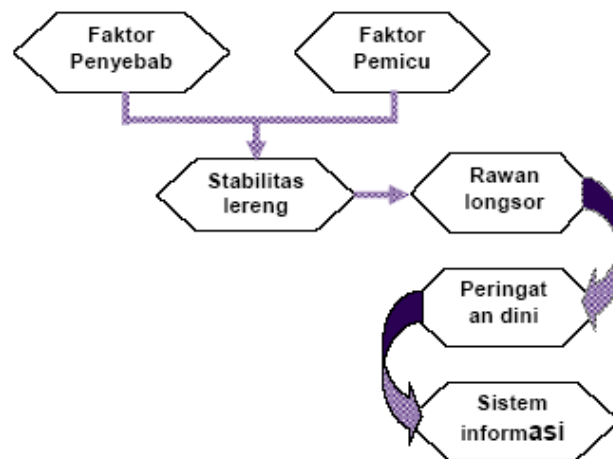 Faktor
Penyebab
Faktor
Pemicu
Stabilitas
lereng
Rawan
longsor
Peringat
an dini
Sistem
informasi